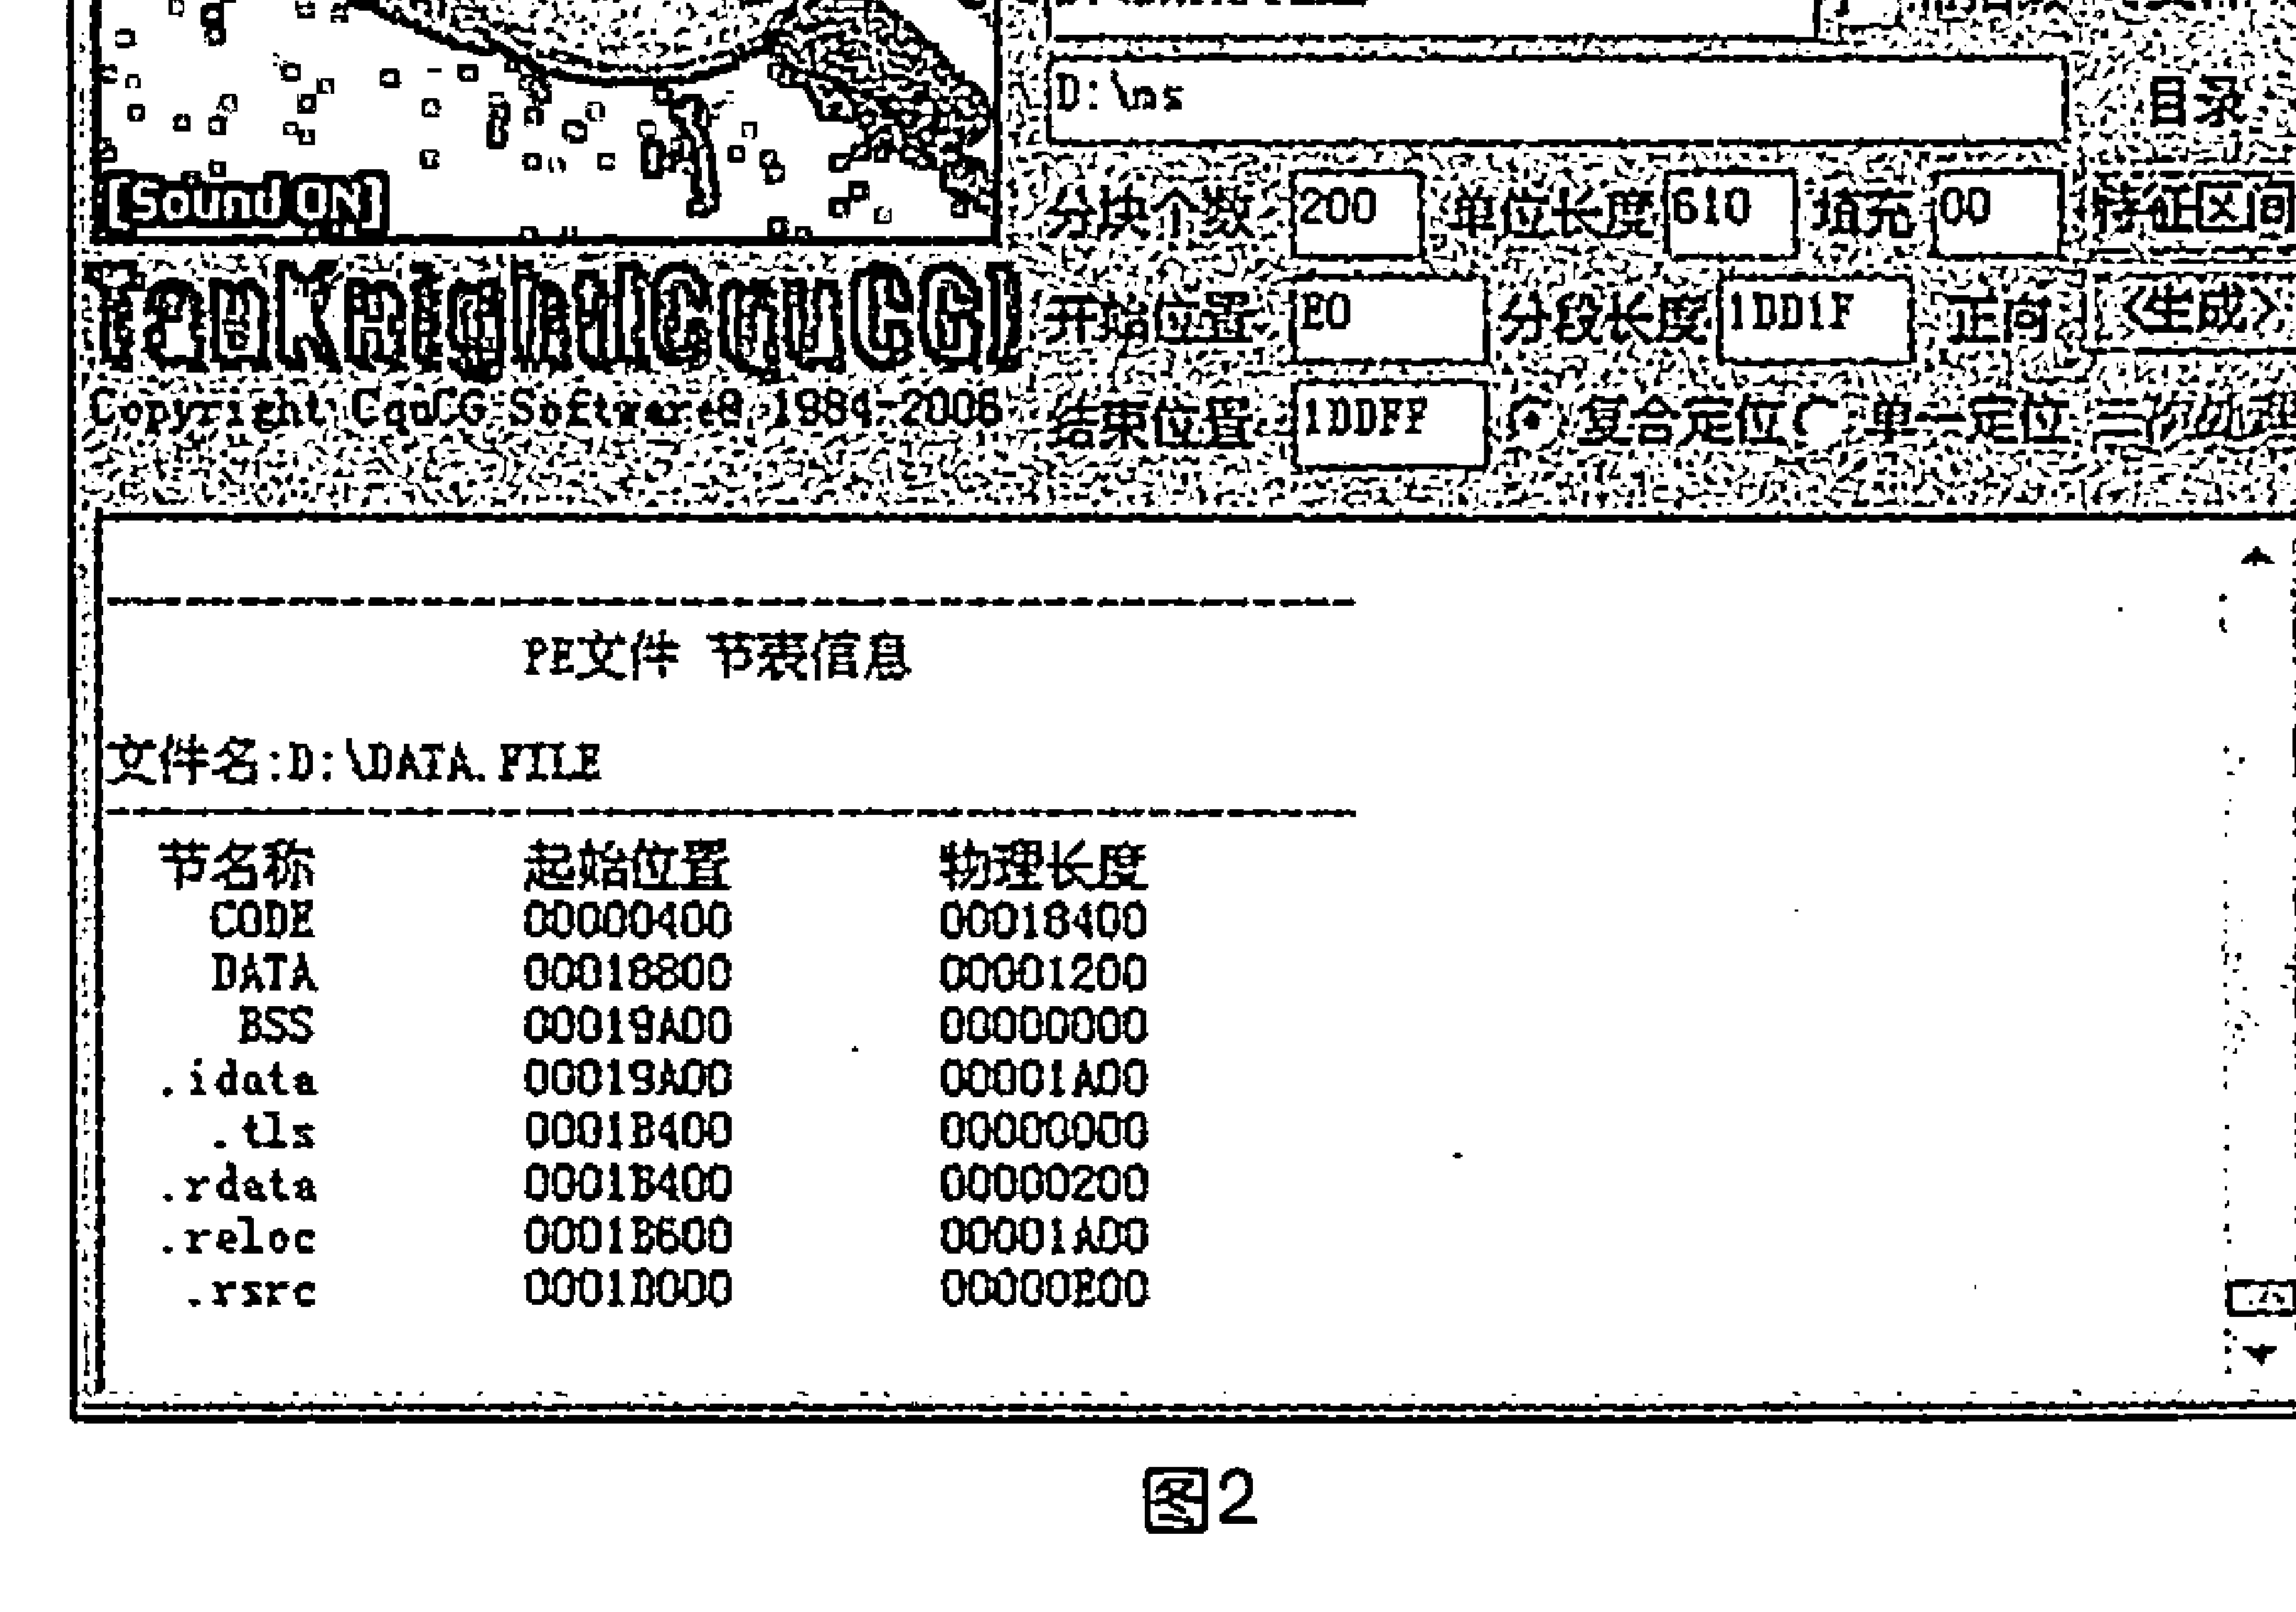 D:\ns
目录
[Sound ON]
分块个数 200 单位长度 610 填充 00 特征区间
TanKnight[CquCG]
开始位置 E0 分段长度 1DD1F 正向 <生成>
Copyright CquCG Software@ 1984-2006
结束位置 1DDFF 复合定位 单一定位
PE文件 节表信息
文件名:D:\DATA.FILE
节名称 起始位置 物理长度
CODE 00000400 00018400
DATA 00018800 00001200
BSS 00019A00 00000000
.idata 00019A00 00001A00
.tls 0001B400 00000000
.rdata 0001B400 00000200
.reloc 0001B600 00001A00
.rsrc 0001D000 00000E00
图2